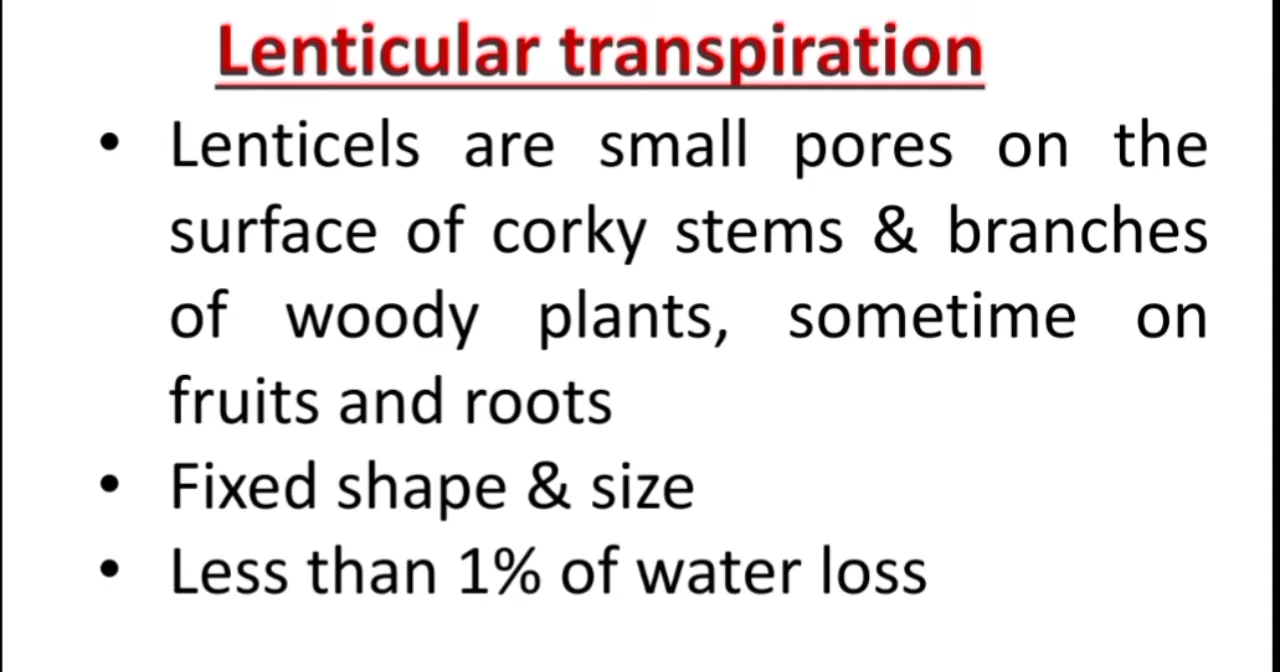 Lenticular transpiration
• Lenticels are small pores on the
surface of corky stems & branches
of woody plants, sometime on
fruits and roots
• Fixed shape & size
• Less than 1% of water loss